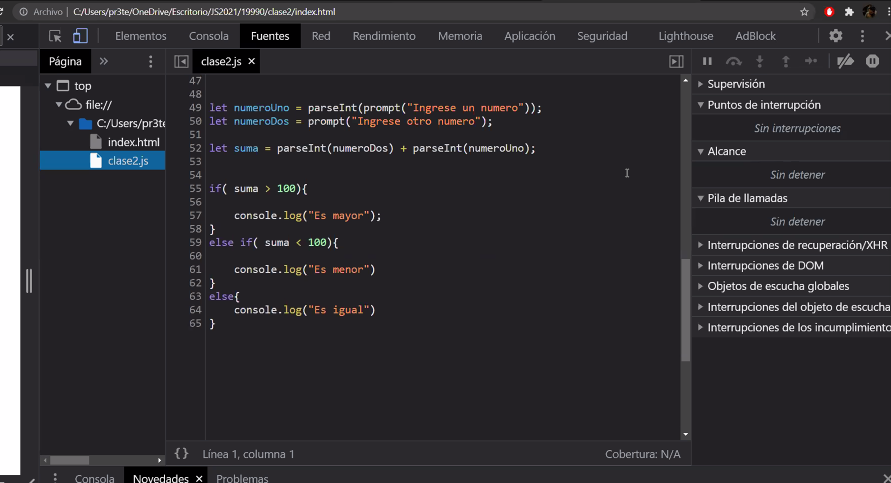 Archivo | C:/Users/pr3te/OneDrive/Escritorio/JS2021/19990/clase2/index.html
Elementos Consola Fuentes Red Rendimiento Memoria Aplicación Seguridad Lighthouse AdBlock
Página »
clase2.js ×
top
file://
C:/Users/pr3te
index.html
clase2.js
47
48
49 let numeroUno = parseInt(prompt("Ingrese un numero"));
50 let numeroDos = prompt("Ingrese otro numero");
51
52 let suma = parseInt(numeroDos) + parseInt(numeroUno);
53
54
55 if( suma > 100){
56
57 console.log("Es mayor");
58 }
59 else if( suma < 100){
60
61 console.log("Es menor")
62 }
63 else{
64 console.log("Es igual")
65 }
{} Línea 1, columna 1 Cobertura: N/A
Supervisión
Puntos de interrupción
Sin interrupciones
Alcance
Sin detener
Pila de llamadas
Sin detener
Interrupciones de recuperación/XHR
Interrupciones de DOM
Objetos de escucha globales
Interrupciones del objeto de escucha
Interrupciones de los incumplimiento
Consola Novedades × Problemas